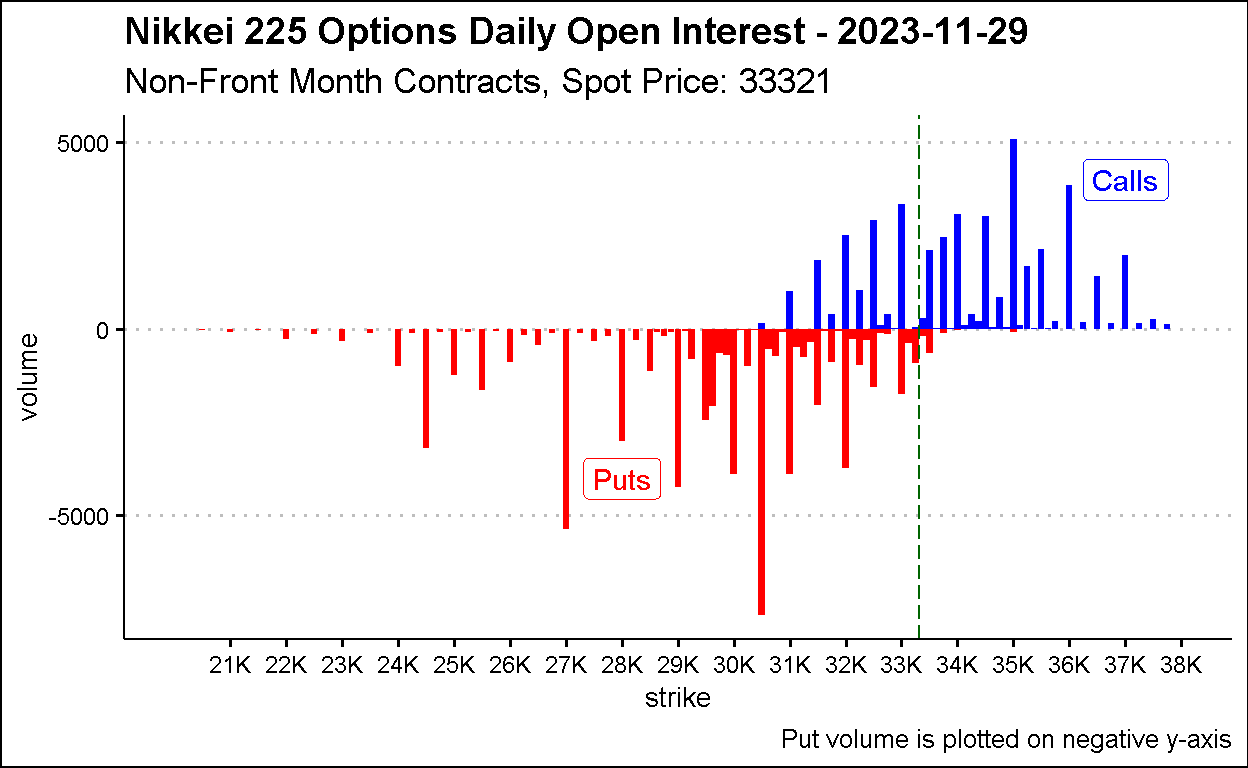 Nikkei 225 Options Daily Open Interest - 2023-11-29
Non-Front Month Contracts, Spot Price: 33321
5000
0
-5000
volume
Calls
Puts
21K 22K 23K 24K 25K 26K 27K 28K 29K 30K 31K 32K 33K 34K 35K 36K 37K 38K
strike
Put volume is plotted on negative y-axis